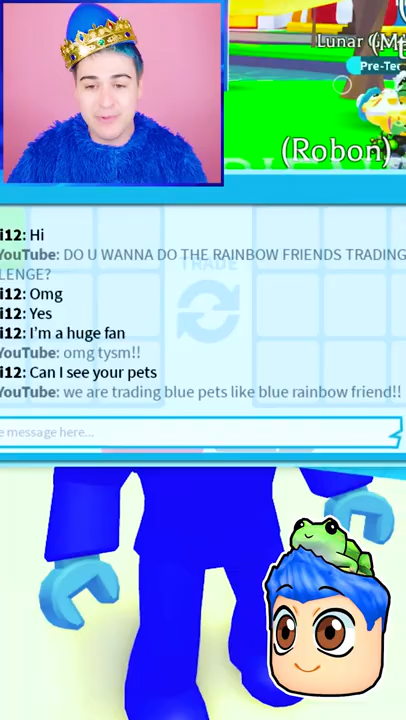 Lunar (M
Pre-Ter
(Robon)
i12: Hi
YouTube: DO U WANNA DO THE RAINBOW FRIENDS TRADING
LENGE?
TRADE
i12: Omg
i12: Yes
i12: I'm a huge fan
YouTube: omg tysm!!
i12: Can I see your pets
YouTube: we are trading blue pets like blue rainbow friend!!
e message here...